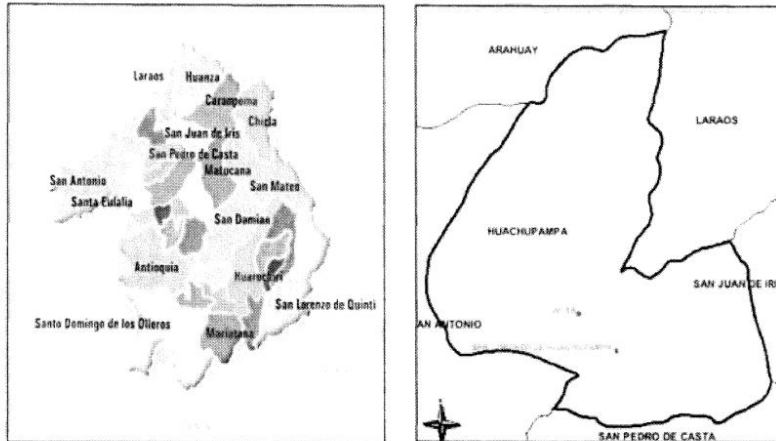 Laraos
Huanza
Carampoma
Chicla
San Juan de Iris
San Pedro de Casta
Matucana
San Antonio
San Mateo
Santa Eulalia
San Damian
Antioquia
Huarochiri
San Lorenzo de Quinti
Santo Domingo de los Olleros
Mariatana
ARAHUAY
LARAOS
HUACHUPAMPA
SAN JUAN DE IRI
AN ANTONIO
SAN PEDRO DE CASTA